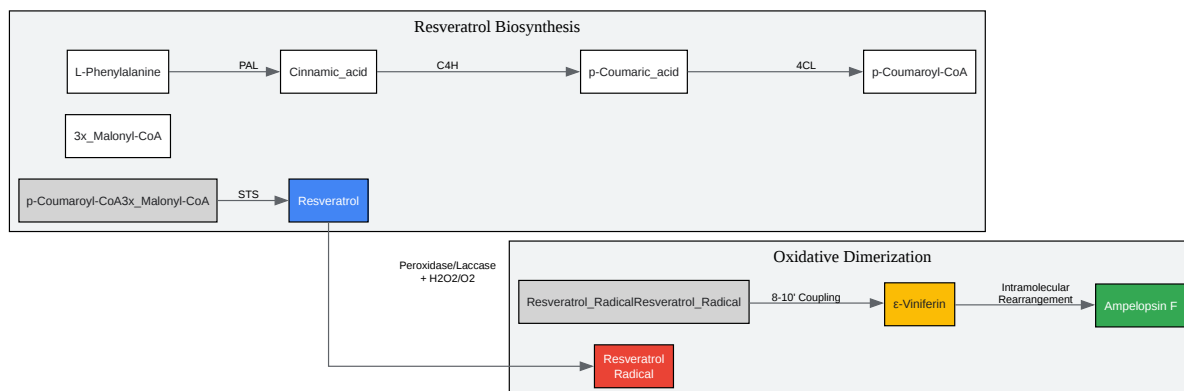 Resveratrol Biosynthesis
L-Phenylalanine
PAL
Cinnamic_acid
C4H
p-Coumaric_acid
4CL
p-Coumaroyl-CoA
3x_Malonyl-CoA
p-Coumaroyl-CoA3x_Malonyl-CoA
STS
Resveratrol
Peroxidase/Laccase
+ H2O2/O2
Oxidative Dimerization
Resveratrol_RadicalResveratrol_Radical
8-10' Coupling
ε-Viniferin
Intramolecular
Rearrangement
Ampelopsin F
Resveratrol
Radical